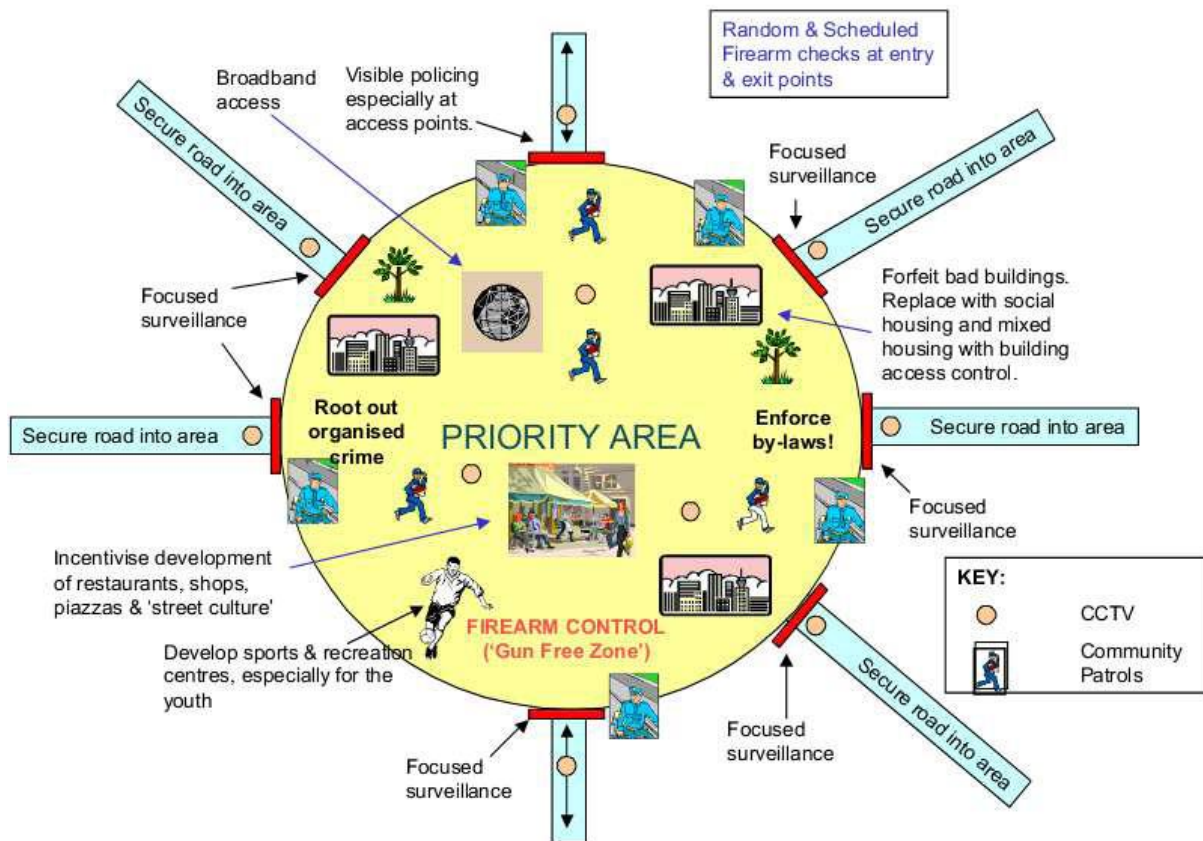 Random & Scheduled
Firearm checks at entry
& exit points
Broadband
access
Visible policing
especially at
access points.
Secure road into area
Focused
surveillance
Secure road into area
Focused
surveillance
Forfeit bad buildings.
Replace with social
housing and mixed
housing with building
access control.
Root out
organised
crime
PRIORITY AREA
Enforce
by-laws!
Secure road into area
Secure road into area
Focused
surveillance
Incentivise development
of restaurants, shops,
piazzas & ‘street culture’
Develop sports & recreation
centres, especially for the
youth
FIREARM CONTROL
(‘Gun Free Zone’)
KEY:
CCTV
Community
Patrols
Focused
surveillance
Focused
surveillance
Secure road into area